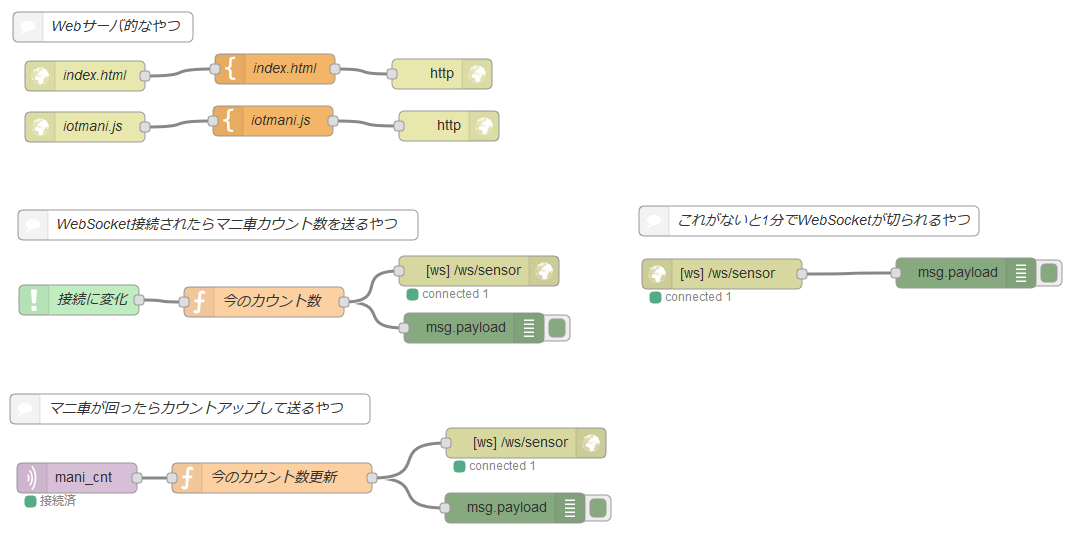 Webサーバ的なやつ
index.html
index.html
http
iotmani.js
iotmani.js
http
WebSocket接続されたらマニ車カウント数を送るやつ
接続に変化
今のカウント数
[ws] /ws/sensor
connected 1
msg.payload
これがないと1分でWebSocketが切られるやつ
[ws] /ws/sensor
connected 1
msg.payload
マニ車が回ったらカウントアップして送るやつ
mani_cnt
接続済
今のカウント数更新
[ws] /ws/sensor
connected 1
msg.payload